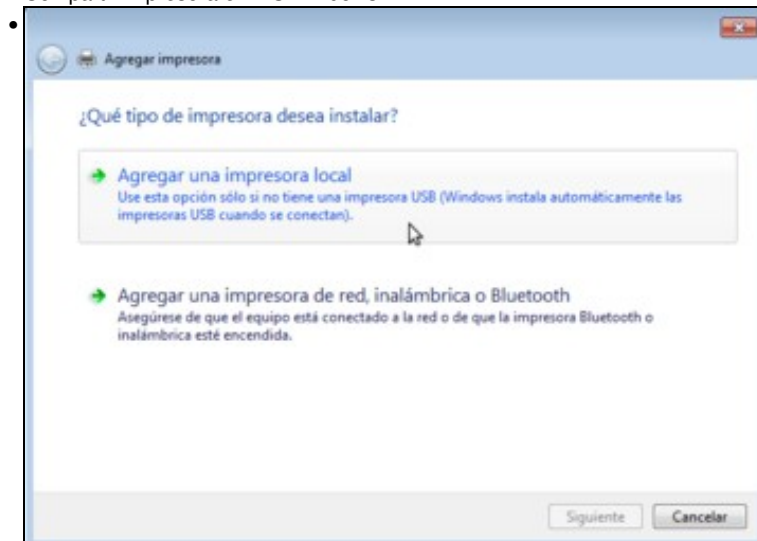 Agregar impresora
¿Qué tipo de impresora desea instalar?
Agregar una impresora local
Use esta opción sólo si no tiene una impresora USB (Windows instala automáticamente las
impresoras USB cuando se conectan).
Agregar una impresora de red, inalámbrica o Bluetooth
Asegúrese de que el equipo está conectado a la red o de que la impresora Bluetooth o
inalámbrica esté encendida.
Siguiente
Cancelar